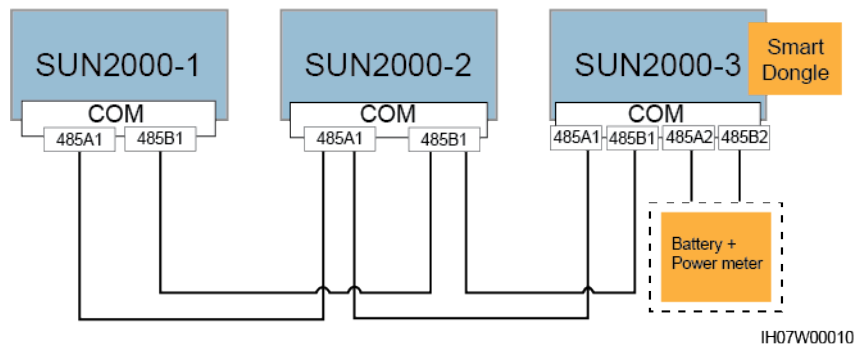 SUN2000-1
SUN2000-2
SUN2000-3
Smart
Dongle
COM
COM
COM
485A1
485B1
485A1
485B1
485A1
485B1
485A2
485B2
Battery +
Power meter
IH07W00010